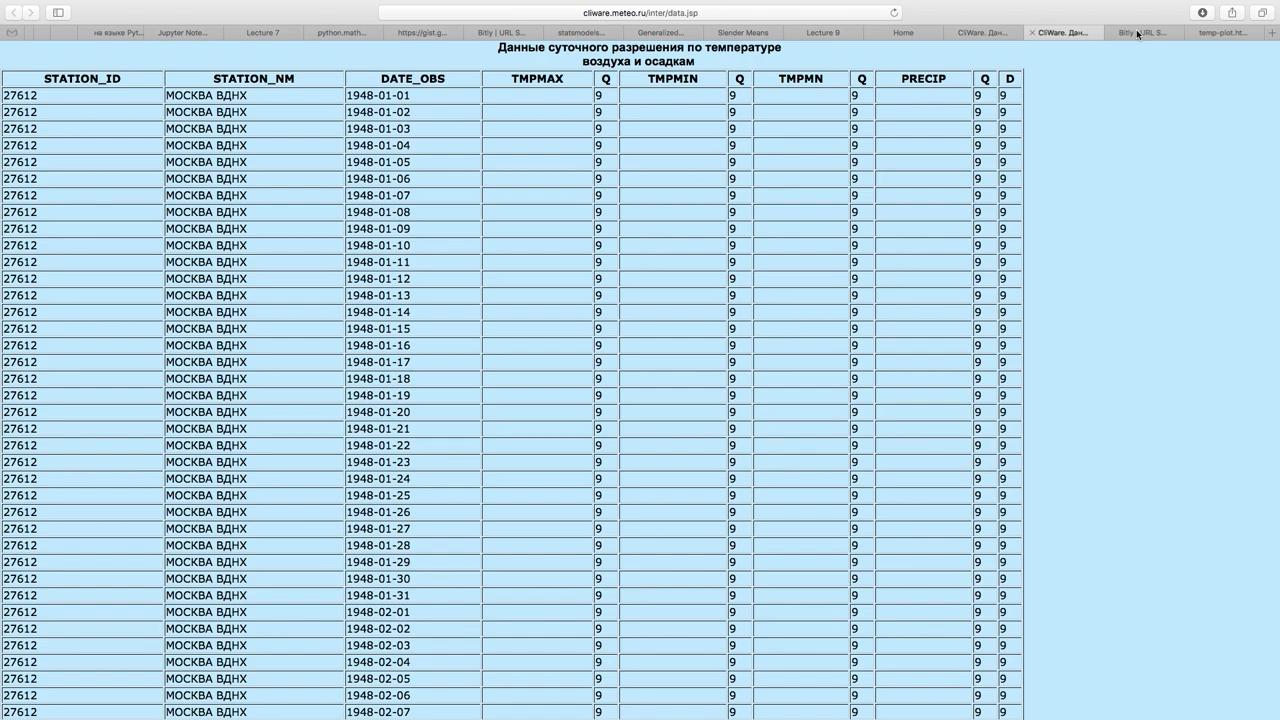 cliware.meteo.ru/inter/data.jsp
на языке Pyt... Jupyter Note... Lecture 7 python.math... https://gist.g... Bitly | URL S... statsmodels... Generalized... Slender Means Lecture 9 Home CliWare. Дан... CliWare. Дан... Bitly | URL S... temp-plot.ht...
Данные суточного разрешения по температуре
воздуха и осадкам
STATION_ID STATION_NM DATE_OBS TMPMAX Q TMPMIN Q TMPMN Q PRECIP Q D
27612 МОСКВА ВДНХ 1948-01-01 9 9 9 9 9
27612 МОСКВА ВДНХ 1948-01-02 9 9 9 9 9
27612 МОСКВА ВДНХ 1948-01-03 9 9 9 9 9
27612 МОСКВА ВДНХ 1948-01-04 9 9 9 9 9
27612 МОСКВА ВДНХ 1948-01-05 9 9 9 9 9
27612 МОСКВА ВДНХ 1948-01-06 9 9 9 9 9
27612 МОСКВА ВДНХ 1948-01-07 9 9 9 9 9
27612 МОСКВА ВДНХ 1948-01-08 9 9 9 9 9
27612 МОСКВА ВДНХ 1948-01-09 9 9 9 9 9
27612 МОСКВА ВДНХ 1948-01-10 9 9 9 9 9
27612 МОСКВА ВДНХ 1948-01-11 9 9 9 9 9
27612 МОСКВА ВДНХ 1948-01-12 9 9 9 9 9
27612 МОСКВА ВДНХ 1948-01-13 9 9 9 9 9
27612 МОСКВА ВДНХ 1948-01-14 9 9 9 9 9
27612 МОСКВА ВДНХ 1948-01-15 9 9 9 9 9
27612 МОСКВА ВДНХ 1948-01-16 9 9 9 9 9
27612 МОСКВА ВДНХ 1948-01-17 9 9 9 9 9
27612 МОСКВА ВДНХ 1948-01-18 9 9 9 9 9
27612 МОСКВА ВДНХ 1948-01-19 9 9 9 9 9
27612 МОСКВА ВДНХ 1948-01-20 9 9 9 9 9
27612 МОСКВА ВДНХ 1948-01-21 9 9 9 9 9
27612 МОСКВА ВДНХ 1948-01-22 9 9 9 9 9
27612 МОСКВА ВДНХ 1948-01-23 9 9 9 9 9
27612 МОСКВА ВДНХ 1948-01-24 9 9 9 9 9
27612 МОСКВА ВДНХ 1948-01-25 9 9 9 9 9
27612 МОСКВА ВДНХ 1948-01-26 9 9 9 9 9
27612 МОСКВА ВДНХ 1948-01-27 9 9 9 9 9
27612 МОСКВА ВДНХ 1948-01-28 9 9 9 9 9
27612 МОСКВА ВДНХ 1948-01-29 9 9 9 9 9
27612 МОСКВА ВДНХ 1948-01-30 9 9 9 9 9
27612 МОСКВА ВДНХ 1948-01-31 9 9 9 9 9
27612 МОСКВА ВДНХ 1948-02-01 9 9 9 9 9
27612 МОСКВА ВДНХ 1948-02-02 9 9 9 9 9
27612 МОСКВА ВДНХ 1948-02-03 9 9 9 9 9
27612 МОСКВА ВДНХ 1948-02-04 9 9 9 9 9
27612 МОСКВА ВДНХ 1948-02-05 9 9 9 9 9
27612 МОСКВА ВДНХ 1948-02-06 9 9 9 9 9
27612 МОСКВА ВДНХ 1948-02-07 9 9 9 9 9